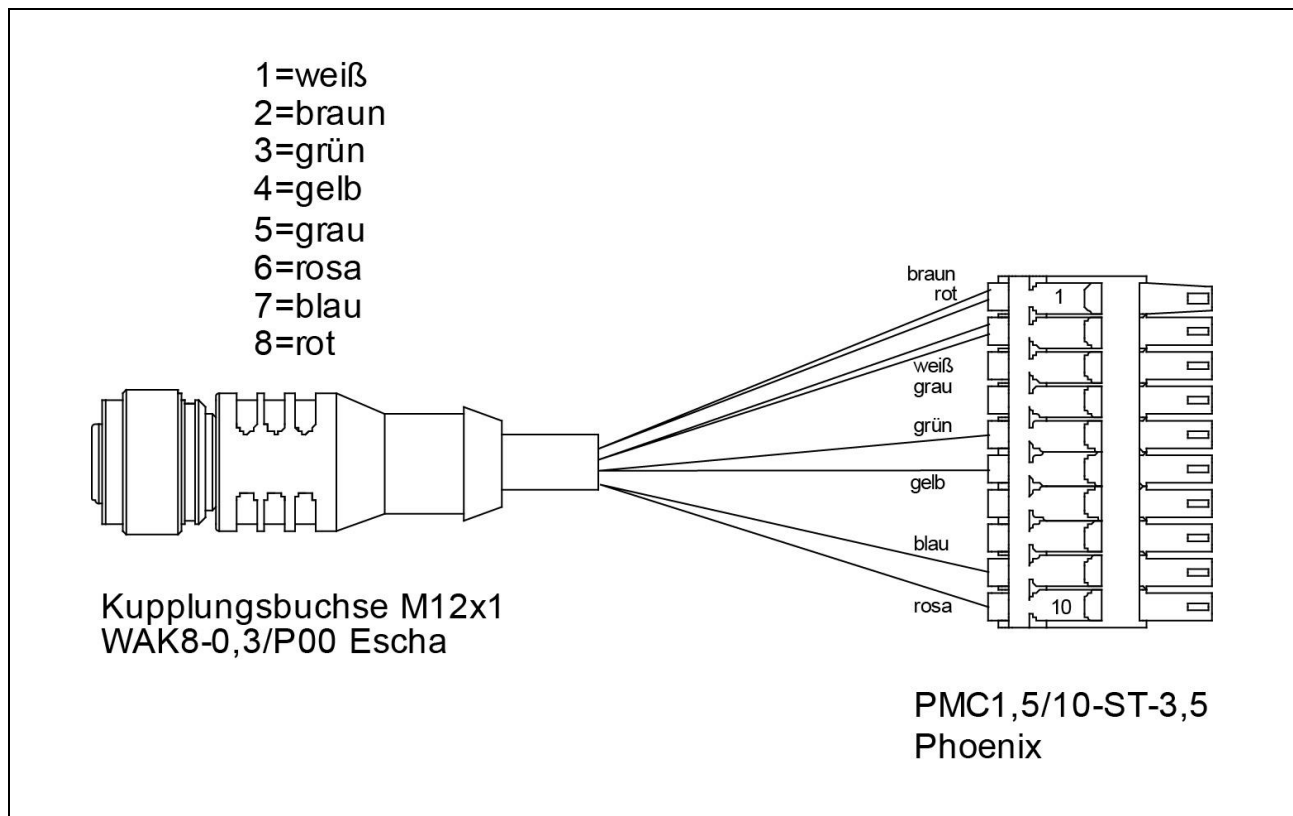 1=weiß
2=braun
3=grün
4=gelb
5=grau
6=rosa
7=blau
8=rot
braun
rot
1
weiß
grau
grün
gelb
blau
rosa
10
Kupplungsbuchse M12x1
WAK8-0,3/P00 Escha
PMC1,5/10-ST-3,5
Phoenix